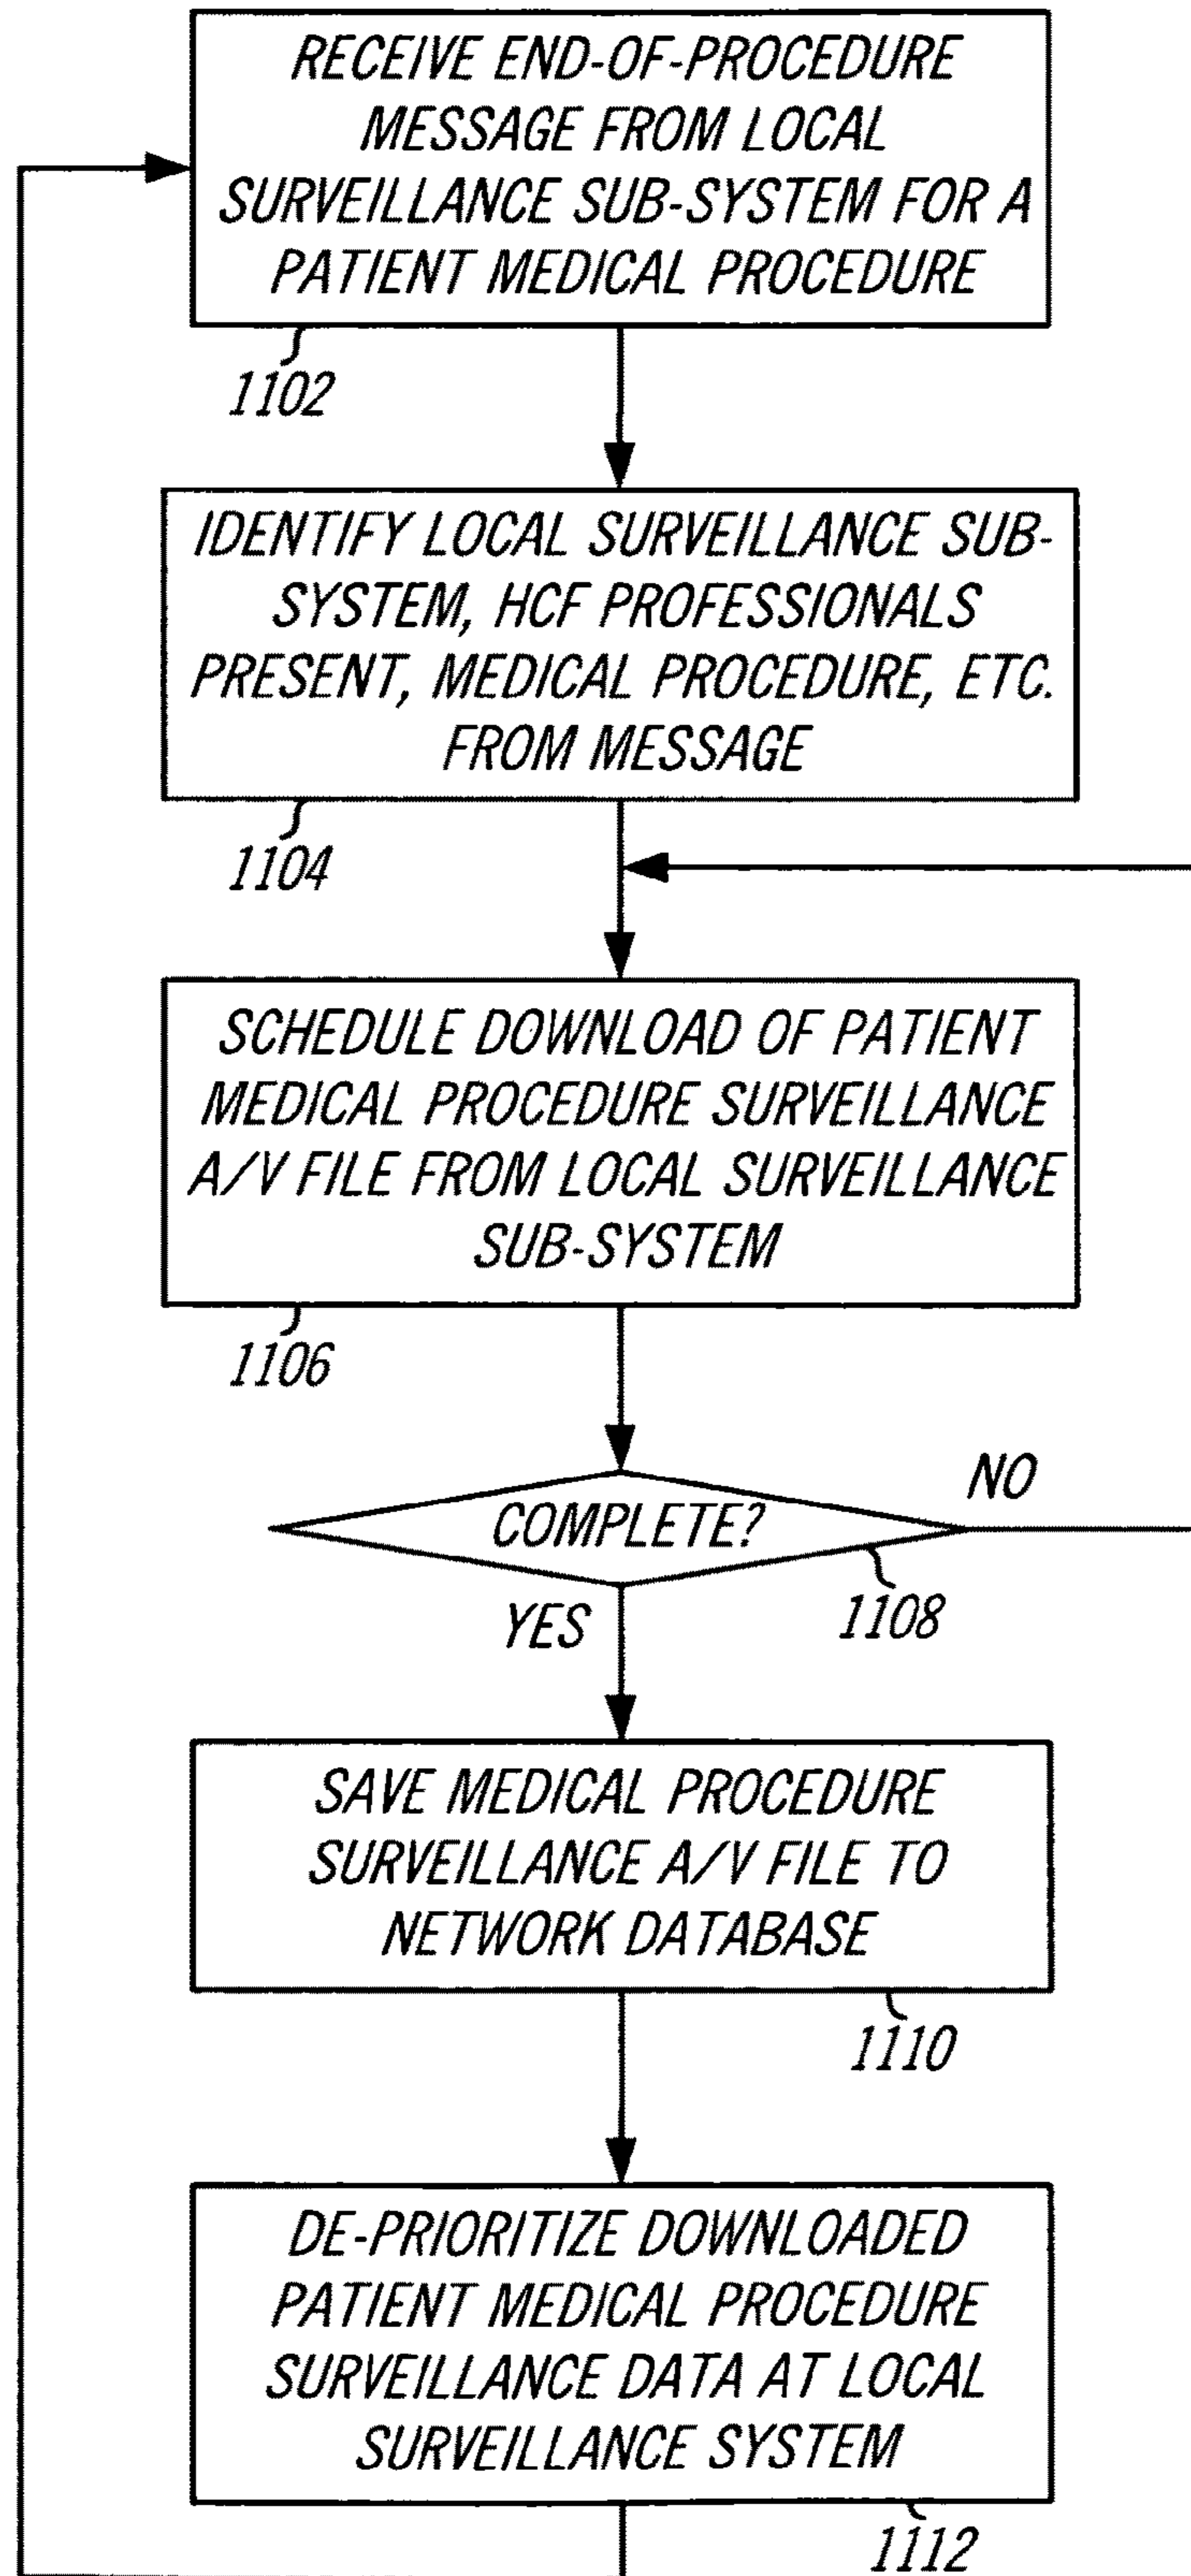 RECEIVE END-OF-PROCEDURE
MESSAGE FROM LOCAL
SURVEILLANCE SUB-SYSTEM FOR A
PATIENT MEDICAL PROCEDURE
1102
IDENTIFY LOCAL SURVEILLANCE SUB-
SYSTEM, HCF PROFESSIONALS
PRESENT, MEDICAL PROCEDURE, ETC.
FROM MESSAGE
1104
SCHEDULE DOWNLOAD OF PATIENT
MEDICAL PROCEDURE SURVEILLANCE
A/V FILE FROM LOCAL SURVEILLANCE
SUB-SYSTEM
1106
NO
COMPLETE?
1108
YES
SAVE MEDICAL PROCEDURE
SURVEILLANCE A/V FILE TO
NETWORK DATABASE
1110
DE-PRIORITIZE DOWNLOADED
PATIENT MEDICAL PROCEDURE
SURVEILLANCE DATA AT LOCAL
SURVEILLANCE SYSTEM
1112